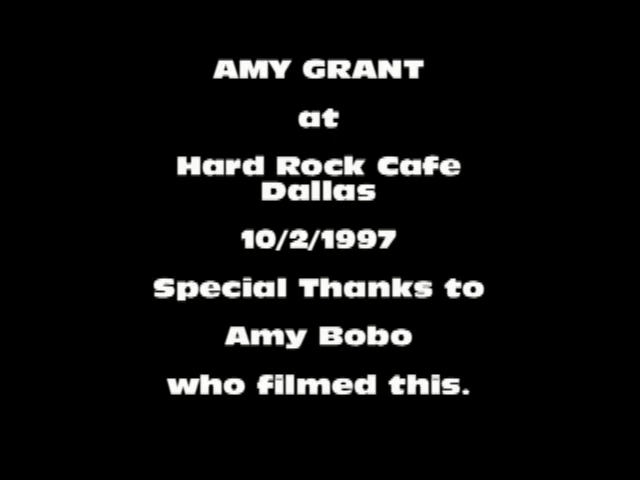 AMY GRANT
at
Hard Rock Cafe
Dallas
10/2/1997
Special Thanks to
Amy Bobo
who filmed this.